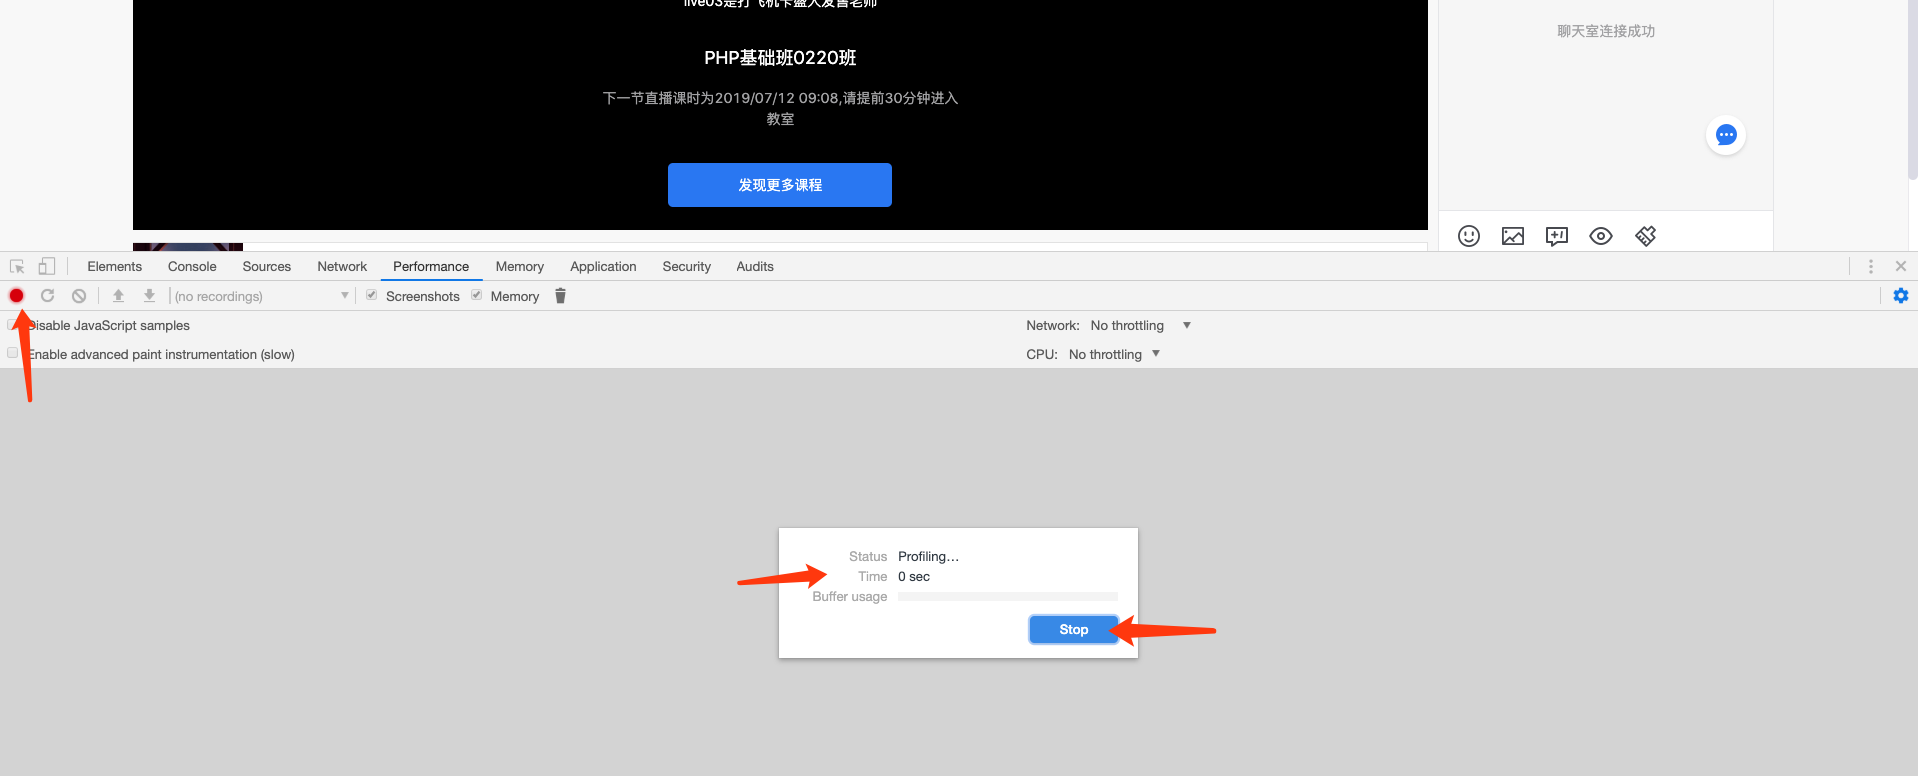 PHP基础班0220班
下一节直播课时为2019/07/12 09:08,请提前30分钟进入
教室
发现更多课程
聊天室连接成功
Elements Console Sources Network Performance Memory Application Security Audits
(no recordings) Screenshots Memory
Disable JavaScript samples Network: No throttling
Enable advanced paint instrumentation (slow) CPU: No throttling
Status Profiling…
Time 0 sec
Buffer usage
Stop